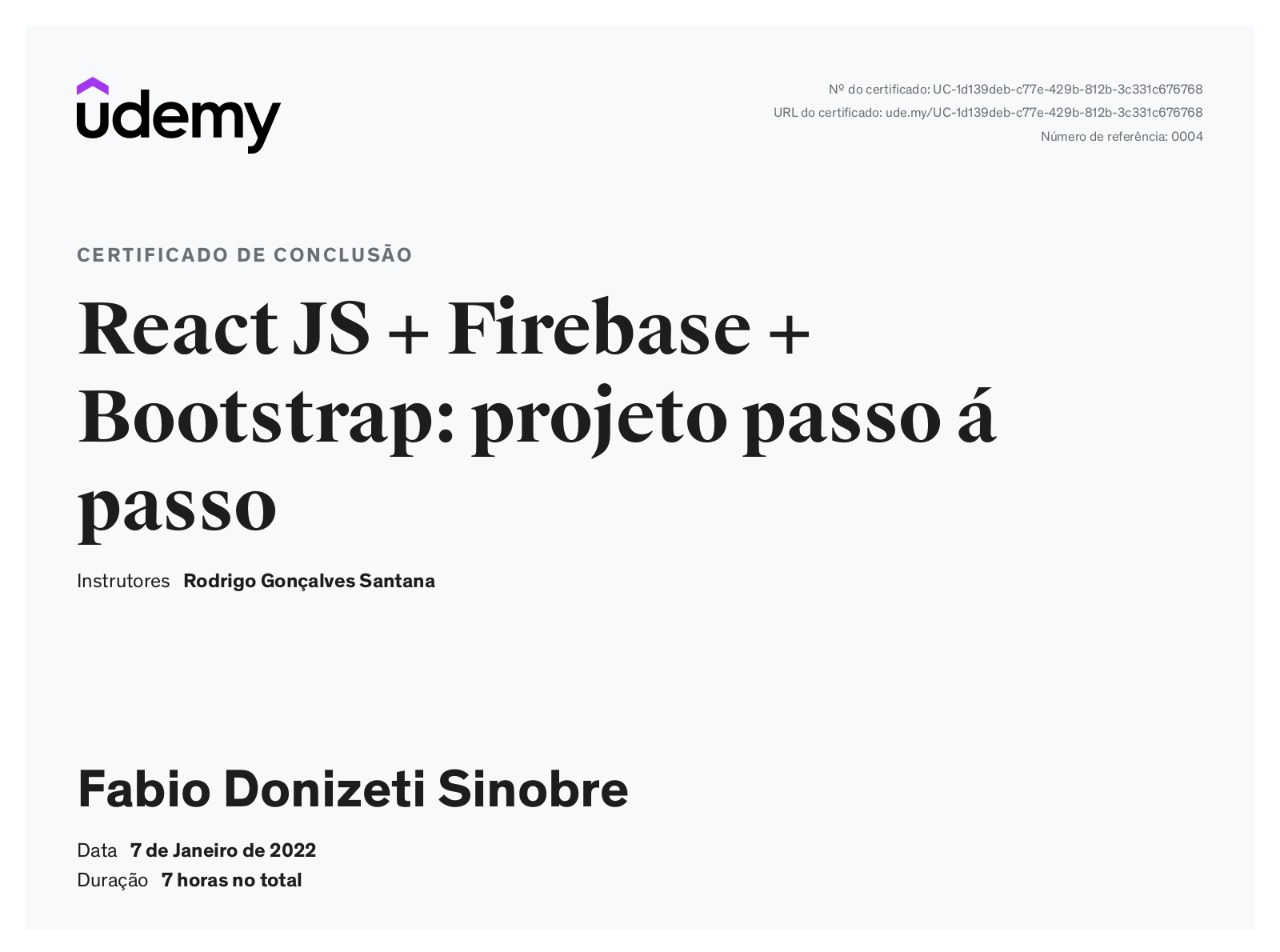 udemy
Nº do certificado: UC-1d139deb-c77e-429b-812b-3c331c676768
URL do certificado: ude.my/UC-1d139deb-c77e-429b-812b-3c331c676768
Número de referência: 0004
CERTIFICADO DE CONCLUSÃO
React JS + Firebase +
Bootstrap: projeto passo á
passo
Instrutores Rodrigo Gonçalves Santana
Fabio Donizeti Sinobre
Data 7 de Janeiro de 2022
Duração 7 horas no total